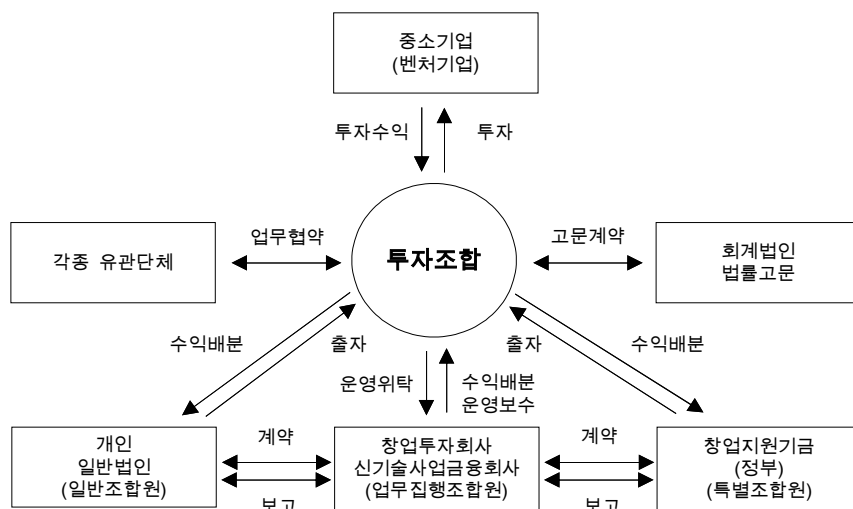 중소기업
(벤처기업)
투자수익
투자
각종 유관단체
업무협약
투자조합
고문계약
회계법인
법률고문
수익배분
출자
출자
수익배분
운영위탁
수익배분
운영보수
개인
일반법인
(일반조합원)
계약
보고
창업투자회사
신기술사업금융회사
(업무집행조합원)
계약
보고
창업지원기금
(정부)
(특별조합원)